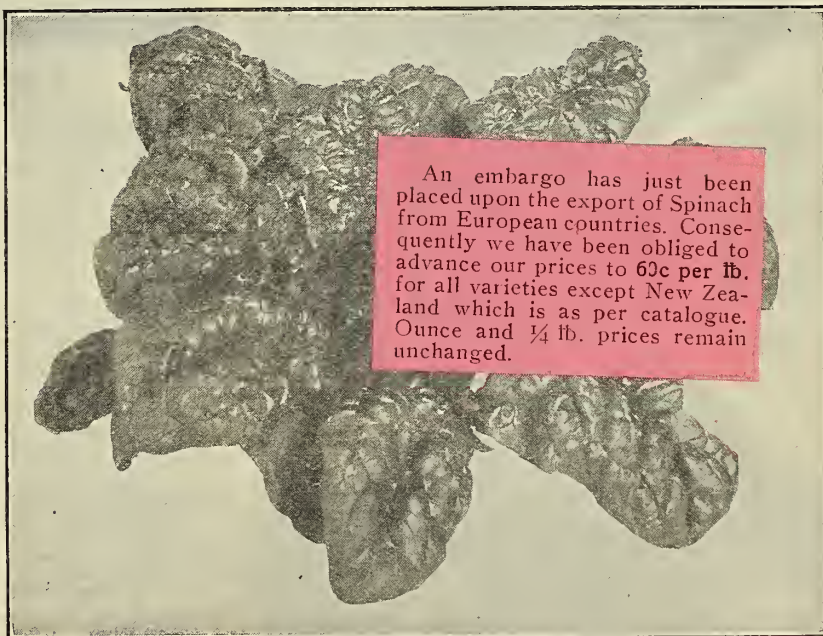 An embargo has just been
placed upon the export of Spinach
from European countries. Conse-
quently we have been obliged to
advance our prices to 60c per lb.
for all varieties except New Zea-
land which is as per catalogue.
Ounce and ¼ lb. prices remain
unchanged.